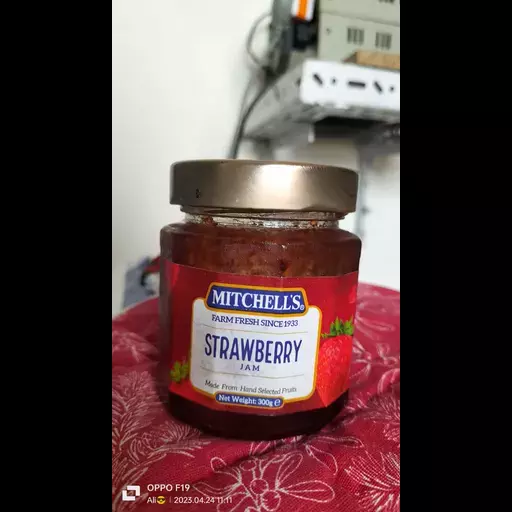 MITCHELL'S®
FARM FRESH SINCE 1933
STRAWBERRY
JAM
Made From Hand Selected Fruits
Net Weight: 300g ℮
OPPO F19
Ali😎 | 2023.04.24 11:11